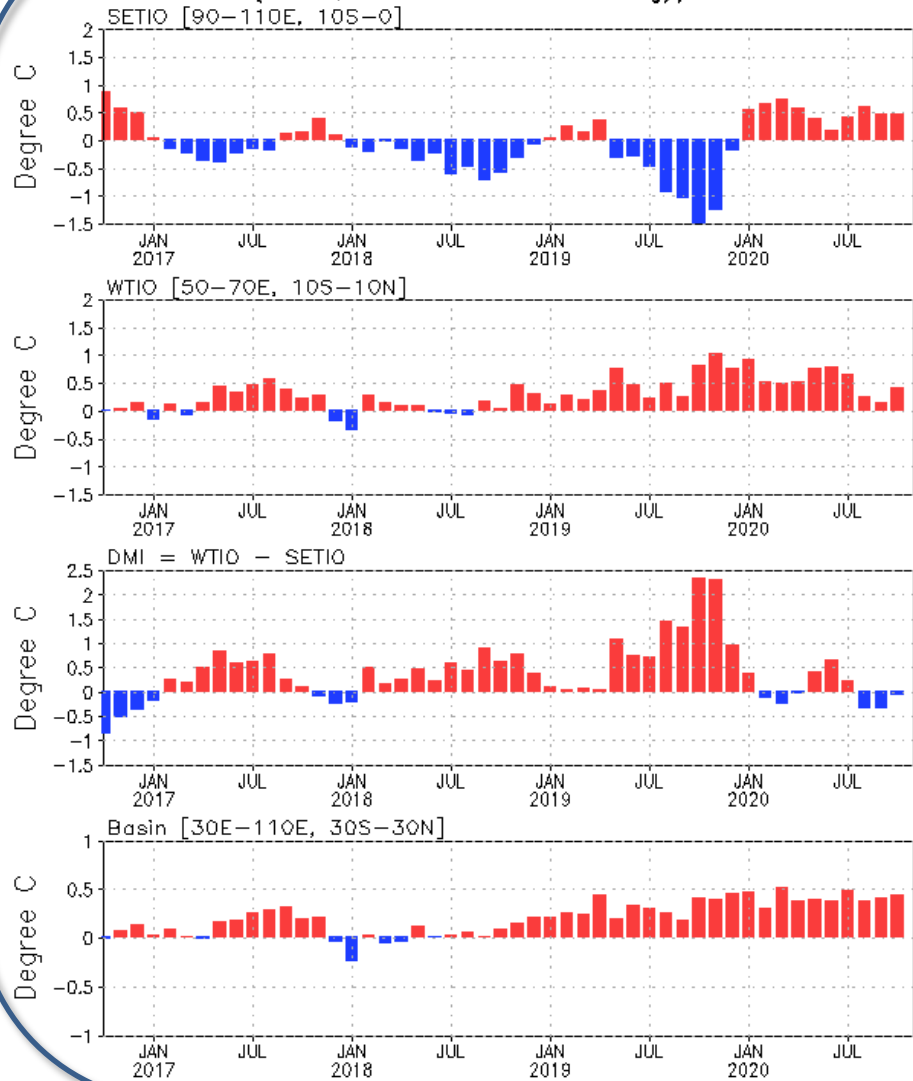 SETIO [90-110E, 10S-0]
Degree C
2
1.5
1
0.5
0
-0.5
-1
-1.5
JAN JUL JAN JUL JAN JUL JAN JUL
2017 2018 2019 2020
WTIO [50-70E, 10S-10N]
Degree C
2
1.5
1
0.5
0
-0.5
-1
-1.5
JAN JUL JAN JUL JAN JUL JAN JUL
2017 2018 2019 2020
DMI = WTIO - SETIO
Degree C
2.5
2
1.5
1
0.5
0
-0.5
-1
-1.5
JAN JUL JAN JUL JAN JUL JAN JUL
2017 2018 2019 2020
Basin [30E-110E, 30S-30N]
Degree C
1
0.5
0
-0.5
-1
JAN JUL JAN JUL JAN JUL JAN JUL
2017 2018 2019 2020